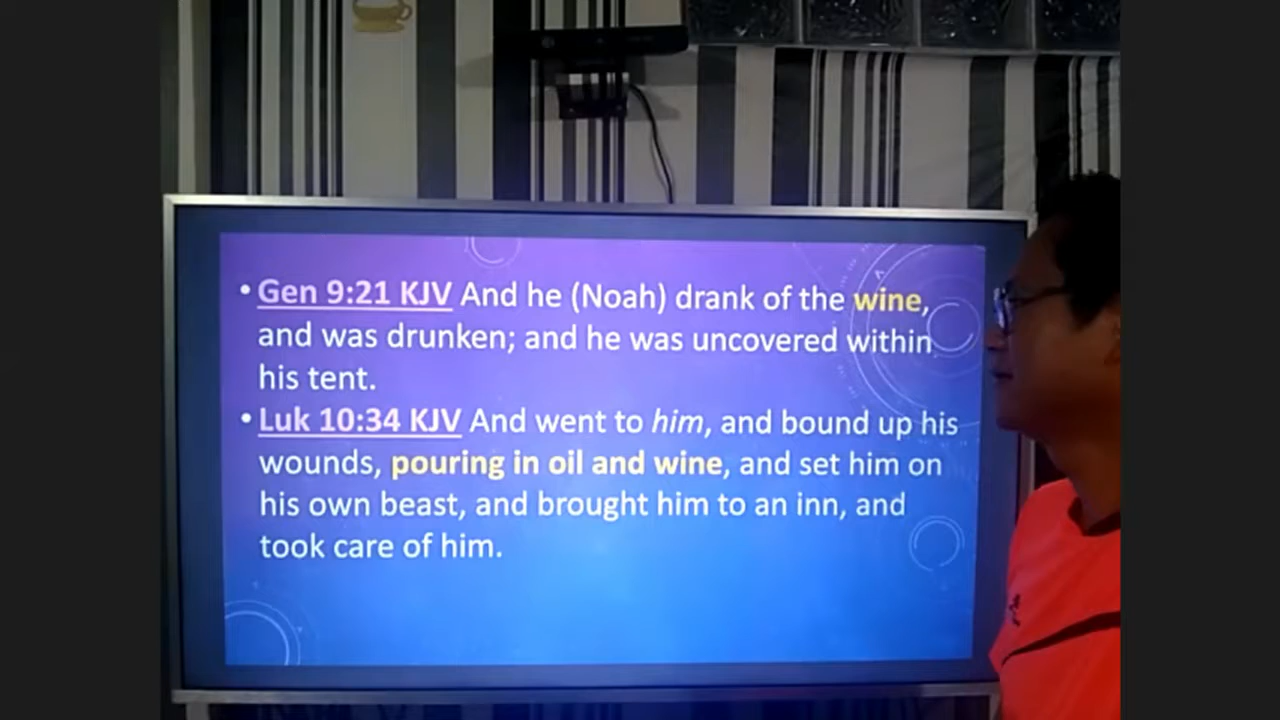 • Gen 9:21 KJV And he (Noah) drank of the wine,
and was drunken; and he was uncovered within
his tent.
• Luk 10:34 KJV And went to him, and bound up his
wounds, pouring in oil and wine, and set him on
his own beast, and brought him to an inn, and
took care of him.